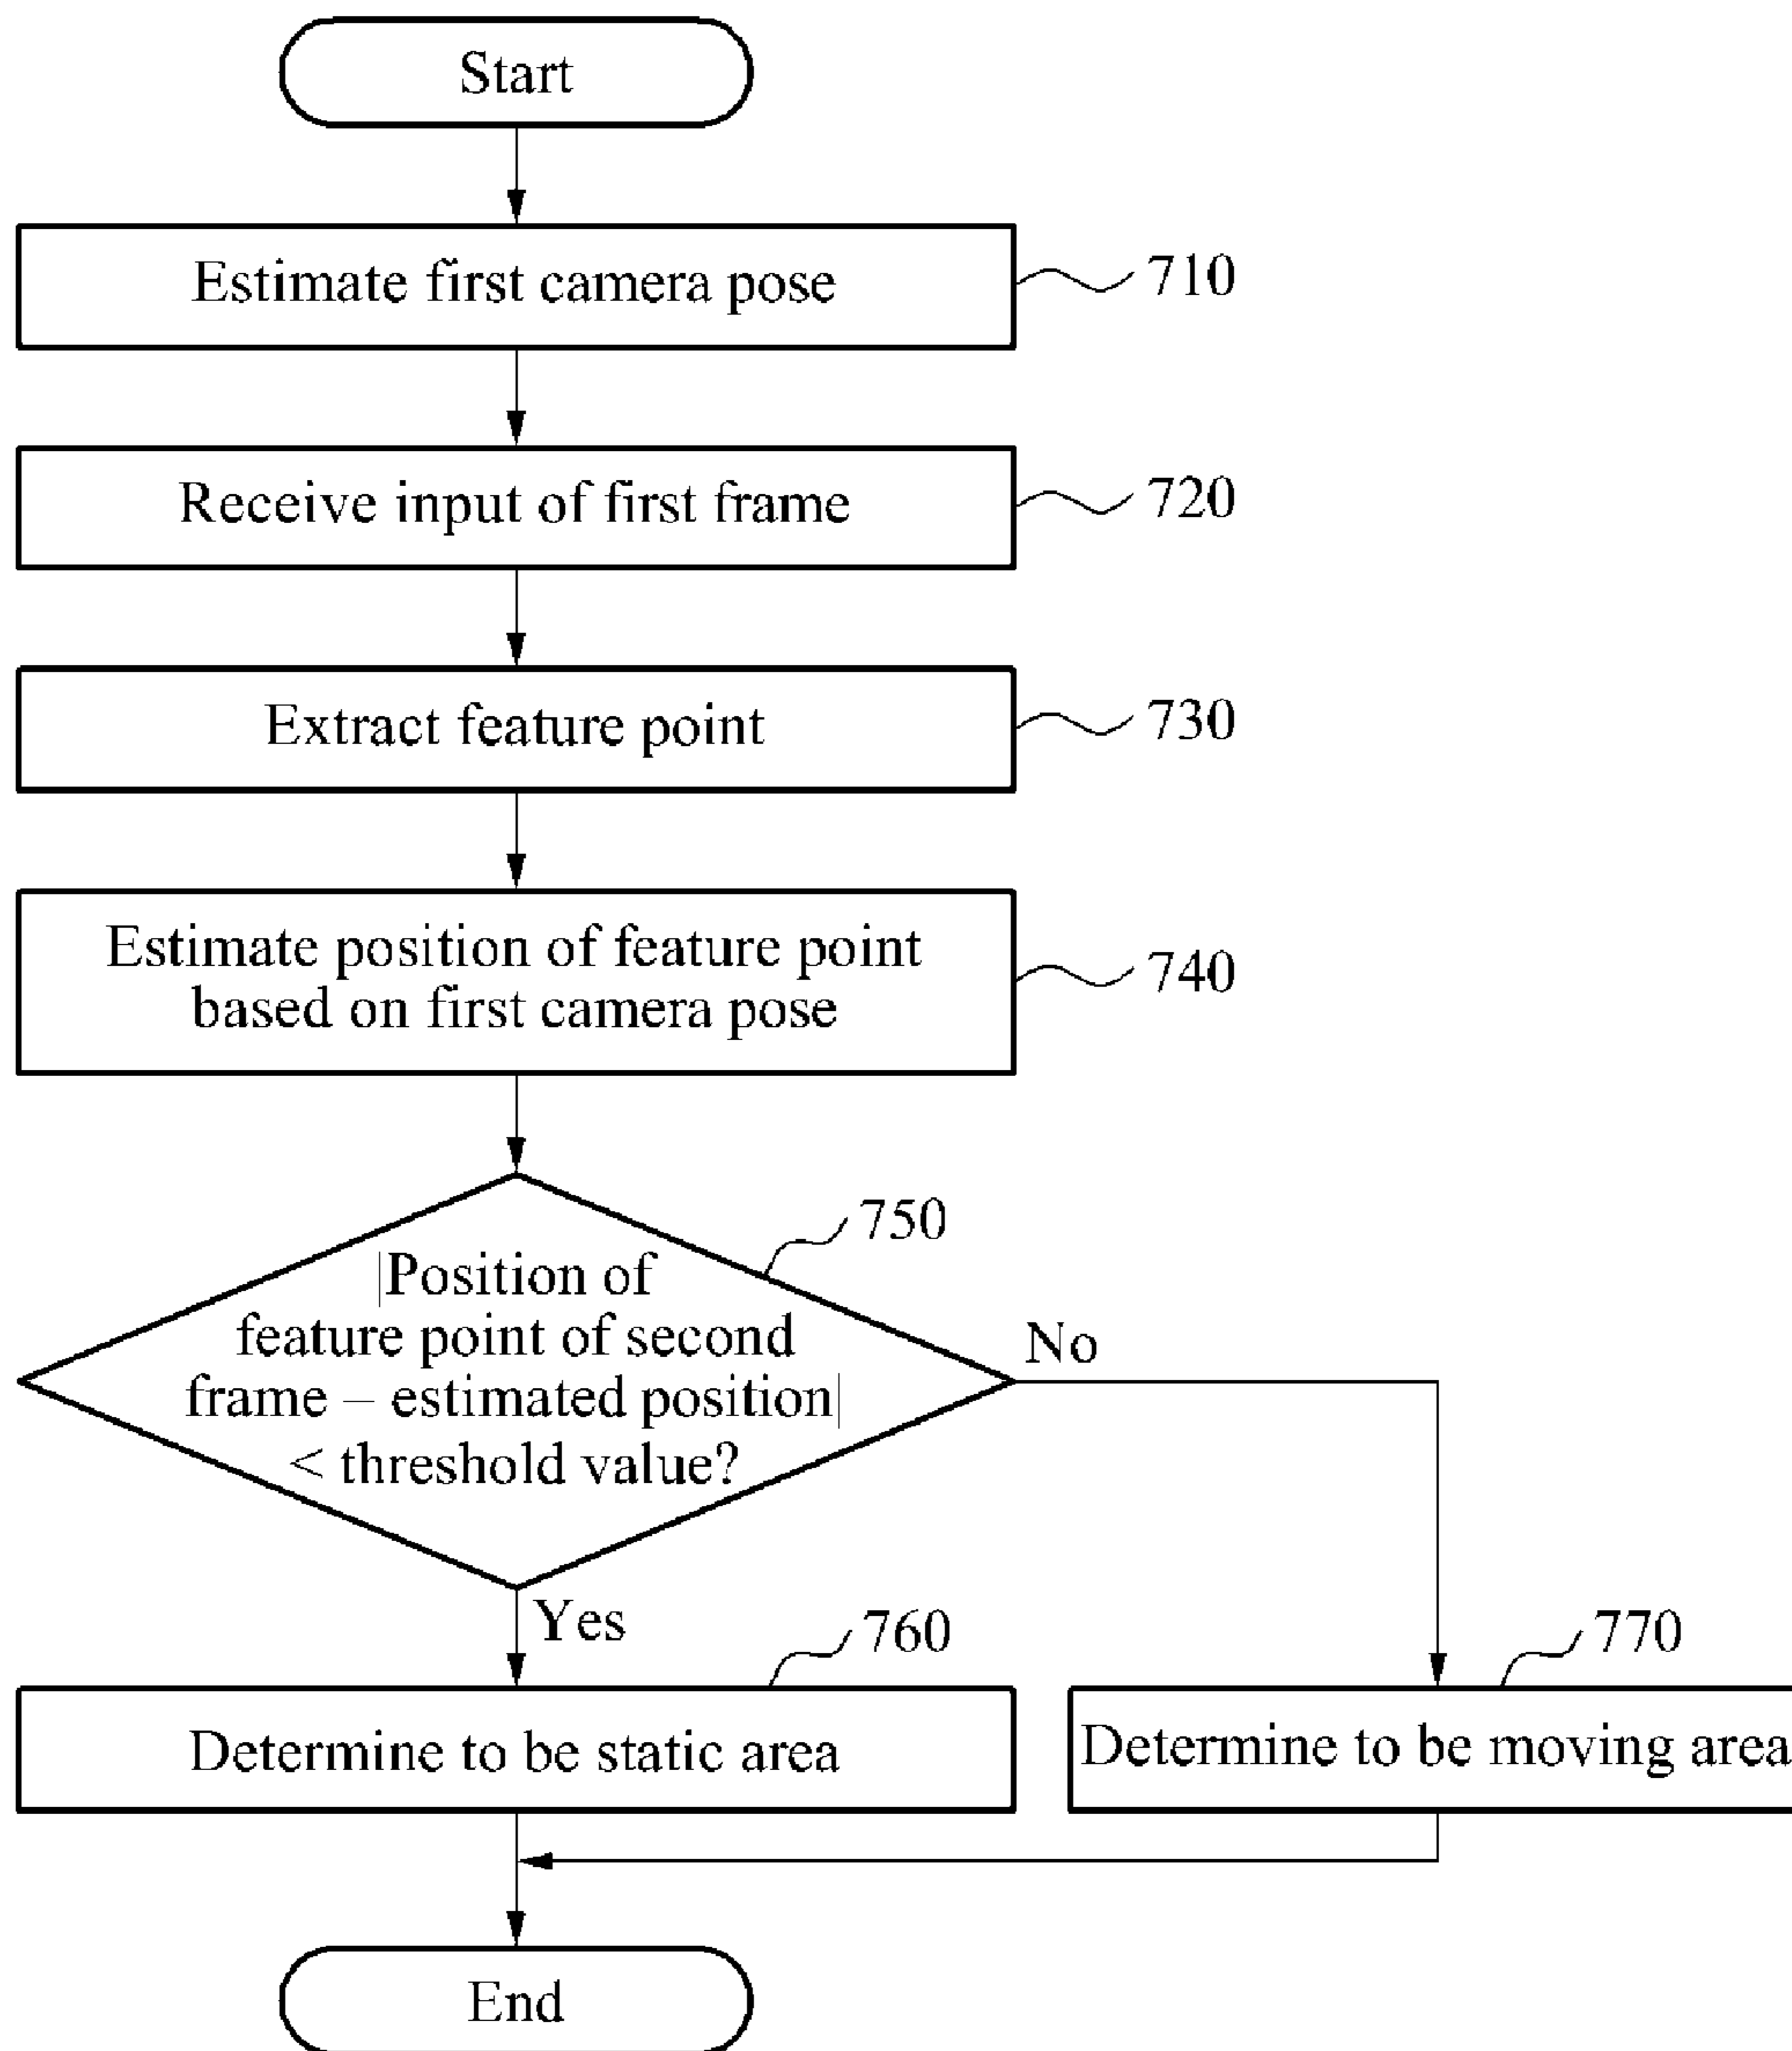 Start
Estimate first camera pose
710
Receive input of first frame
720
Extract feature point
730
Estimate position of feature point
based on first camera pose
740
|Position of
feature point of second
frame – estimated position|
< threshold value?
750
No
Yes
760
Determine to be static area
770
Determine to be moving area
End